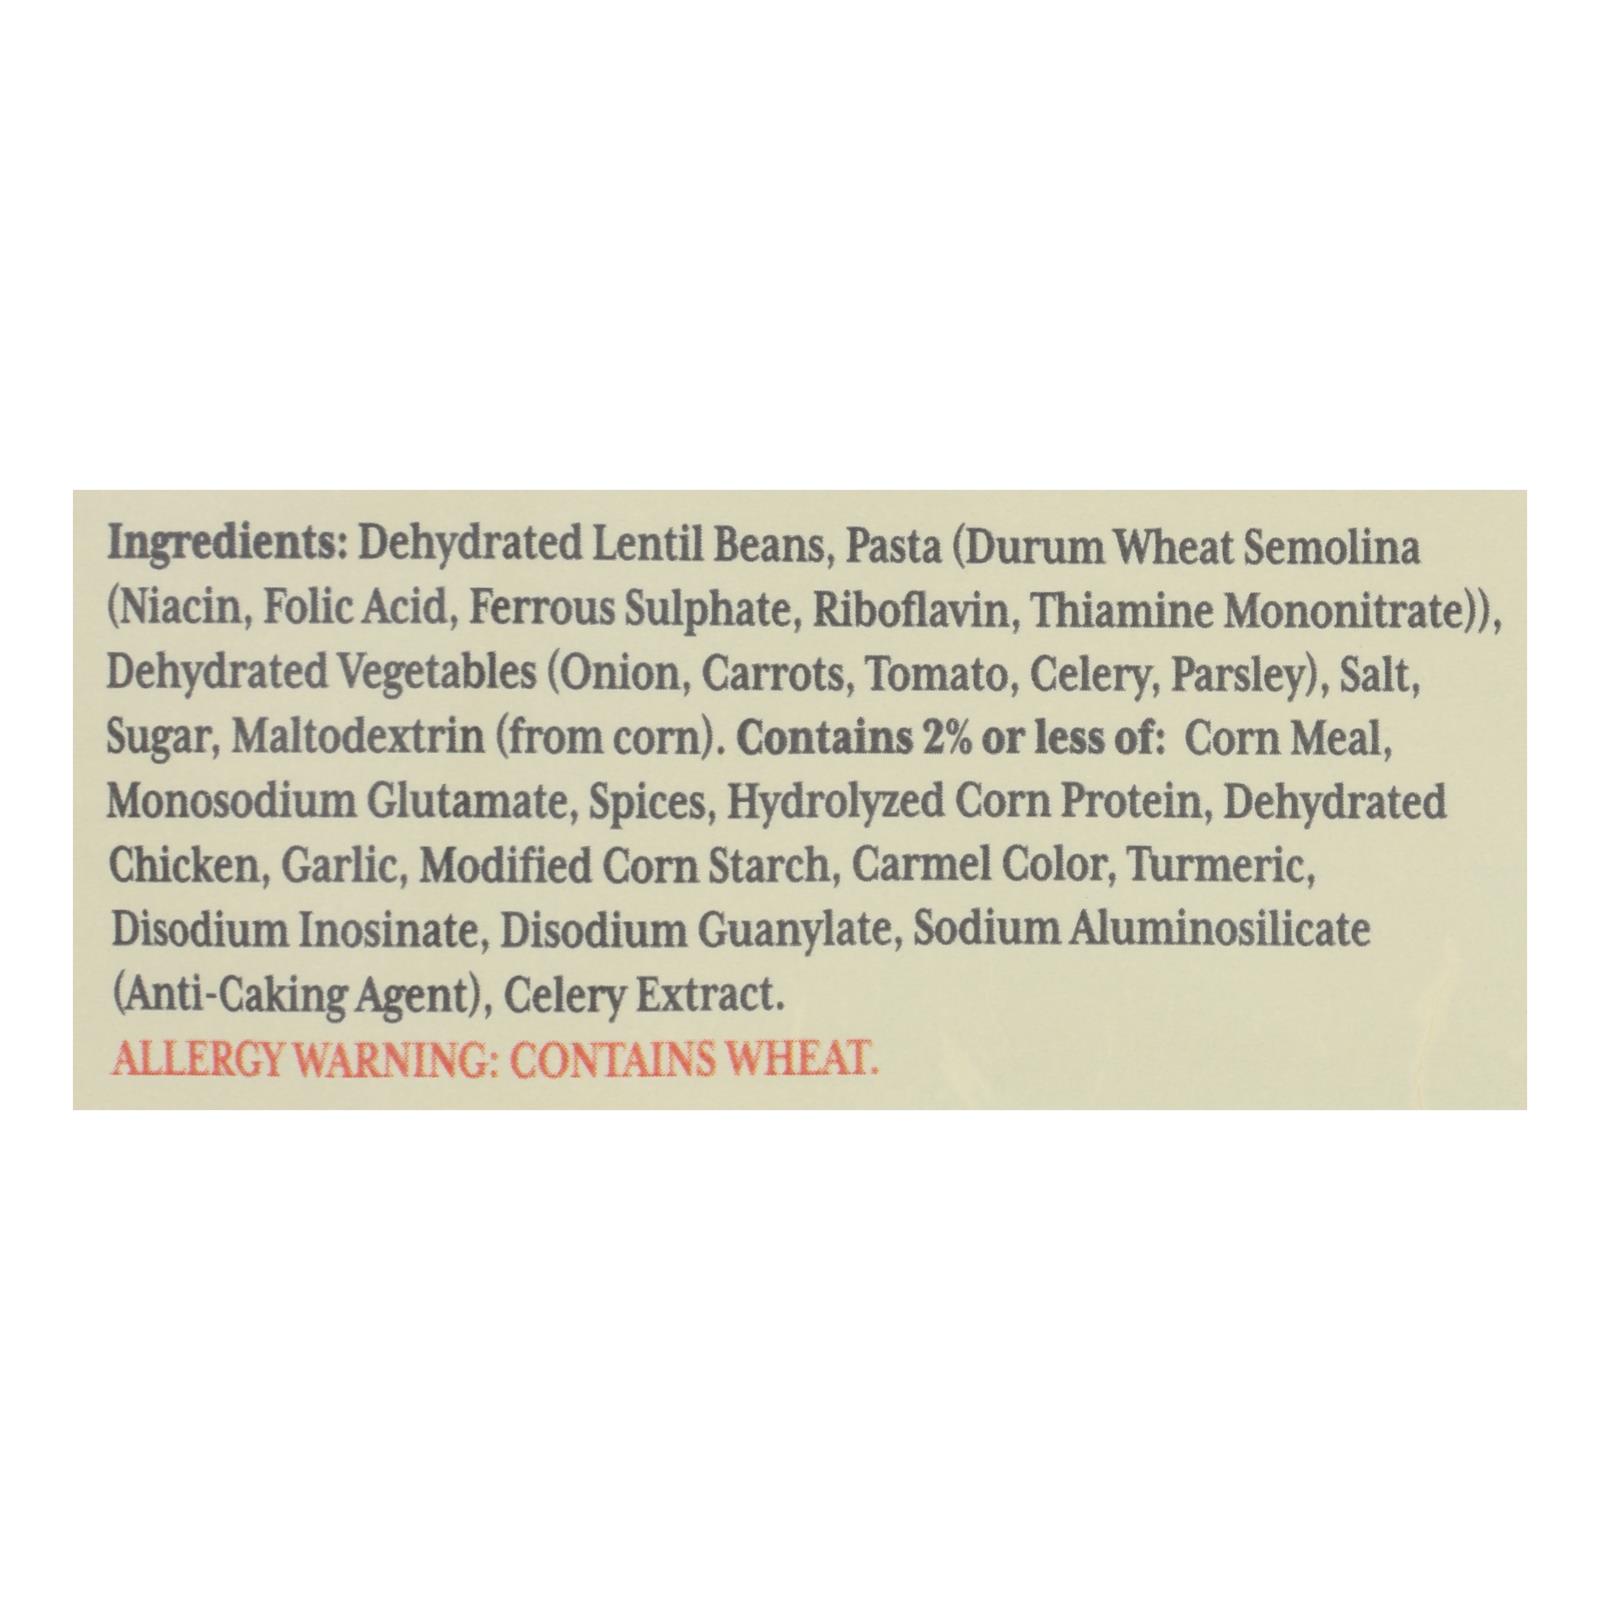 Ingredients: Dehydrated Lentil Beans, Pasta (Durum Wheat Semolina
(Niacin, Folic Acid, Ferrous Sulphate, Riboflavin, Thiamine Mononitrate)),
Dehydrated Vegetables (Onion, Carrots, Tomato, Celery, Parsley), Salt,
Sugar, Maltodextrin (from corn). Contains 2% or less of: Corn Meal,
Monosodium Glutamate, Spices, Hydrolyzed Corn Protein, Dehydrated
Chicken, Garlic, Modified Corn Starch, Carmel Color, Turmeric,
Disodium Inosinate, Disodium Guanylate, Sodium Aluminosilicate
(Anti-Caking Agent), Celery Extract.
ALLERGY WARNING: CONTAINS WHEAT.